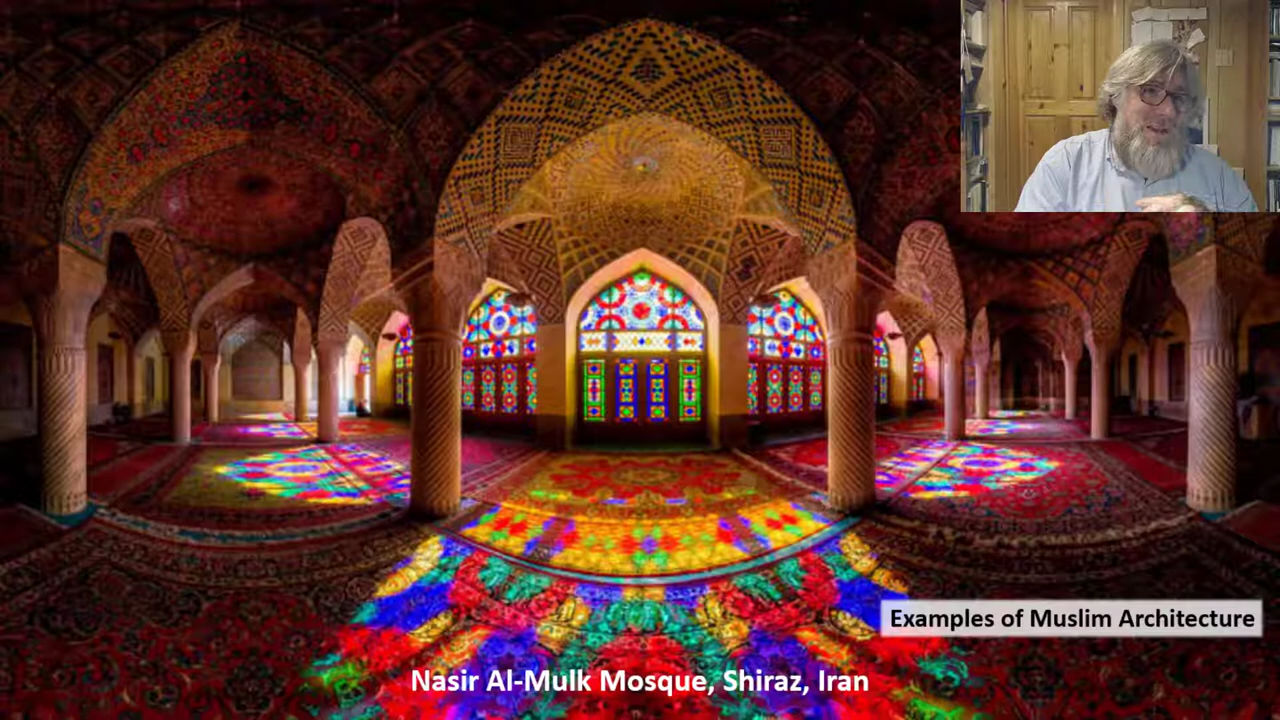 Examples of Muslim Architecture
Nasir Al-Mulk Mosque, Shiraz, Iran